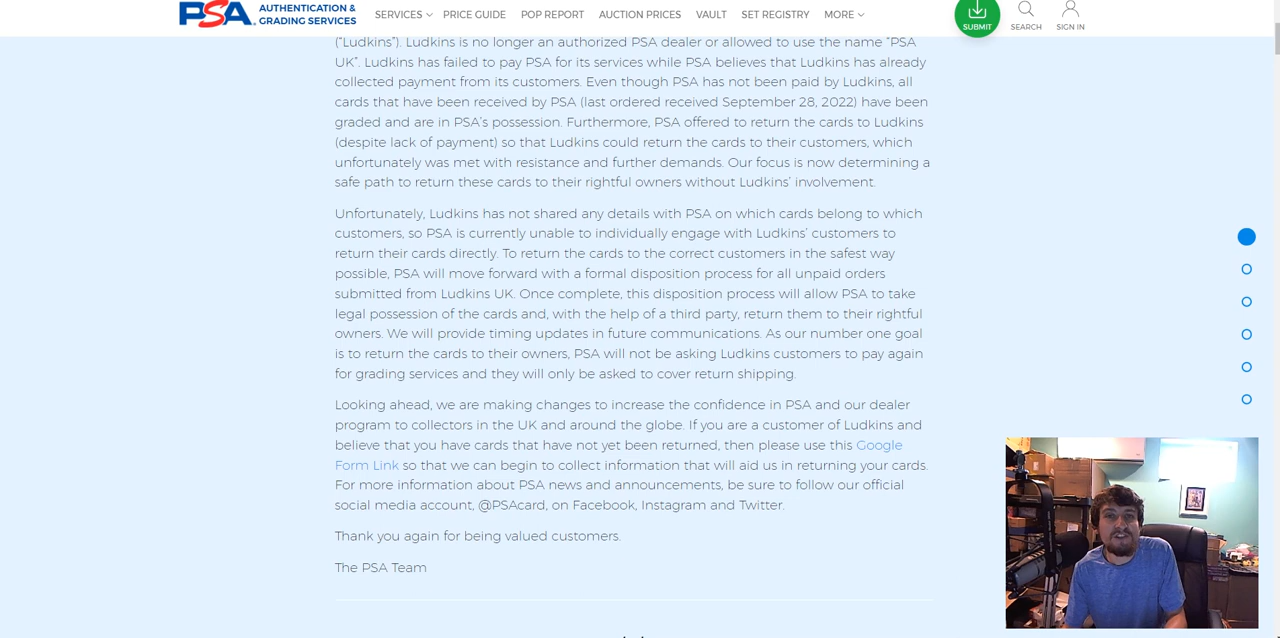 PSA AUTHENTICATION & GRADING SERVICES
SERVICES PRICE GUIDE POP REPORT AUCTION PRICES VAULT SET REGISTRY MORE
SUBMIT SEARCH SIGN IN
("Ludkins"). Ludkins is no longer an authorized PSA dealer or allowed to use the name "PSA
UK". Ludkins has failed to pay PSA for its services while PSA believes that Ludkins has already
collected payment from its customers. Even though PSA has not been paid by Ludkins, all
cards that have been received by PSA (last ordered received September 28, 2022) have been
graded and are in PSA's possession. Furthermore, PSA offered to return the cards to Ludkins
(despite lack of payment) so that Ludkins could return the cards to their customers, which
unfortunately was met with resistance and further demands. Our focus is now determining a
safe path to return these cards to their rightful owners without Ludkins' involvement.
Unfortunately, Ludkins has not shared any details with PSA on which cards belong to which
customers, so PSA is currently unable to individually engage with Ludkins' customers to
return their cards directly. To return the cards to the correct customers in the safest way
possible, PSA will move forward with a formal disposition process for all unpaid orders
submitted from Ludkins UK. Once complete, this disposition process will allow PSA to take
legal possession of the cards and, with the help of a third party, return them to their rightful
owners. We will provide timing updates in future communications. As our number one goal
is to return the cards to their owners, PSA will not be asking Ludkins customers to pay again
for grading services and they will only be asked to cover return shipping.
Looking ahead, we are making changes to increase the confidence in PSA and our dealer
program to collectors in the UK and around the globe. If you are a customer of Ludkins and
believe that you have cards that have not yet been returned, then please use this Google
Form Link so that we can begin to collect information that will aid us in returning your cards.
For more information about PSA news and announcements, be sure to follow our official
social media account, @PSAcard, on Facebook, Instagram and Twitter.
Thank you again for being valued customers.
The PSA Team